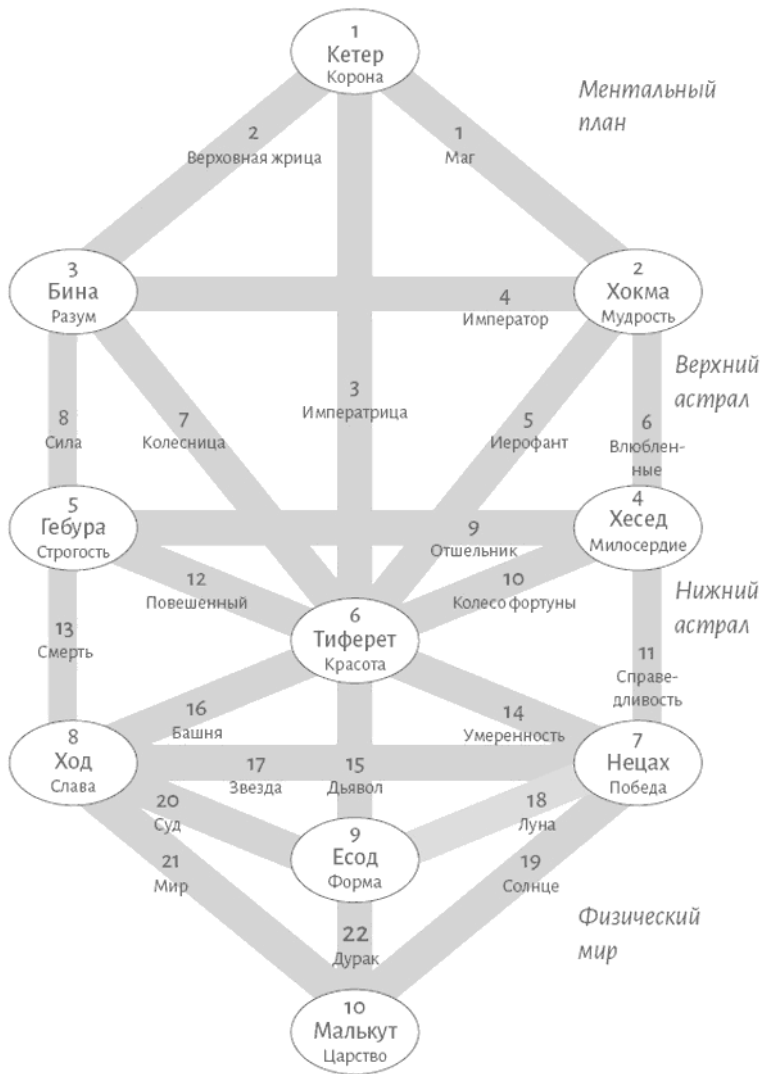 1
Кетер
Корона
Ментальный
план
2
Верховная жрица
1
Маг
3
Бина
Разум
2
Хокма
Мудрость
4
Император
Верхний
астрал
3
Императрица
8
Сила
7
Колесница
5
Иерофант
6
Влюблен-
ные
5
Гебура
Строгость
4
Хесед
Милосердие
9
Отшельник
12
Повешенный
10
Колесо фортуны
Нижний
астрал
6
Тиферет
Красота
13
Смерть
11
Справе-
дливость
16
Башня
14
Умеренность
8
Ход
Слава
7
Нецах
Победа
17
Звезда
15
Дьявол
20
Суд
18
Луна
9
Есод
Форма
21
Мир
19
Солнце
Физический
мир
22
Дурак
10
Малькут
Царство